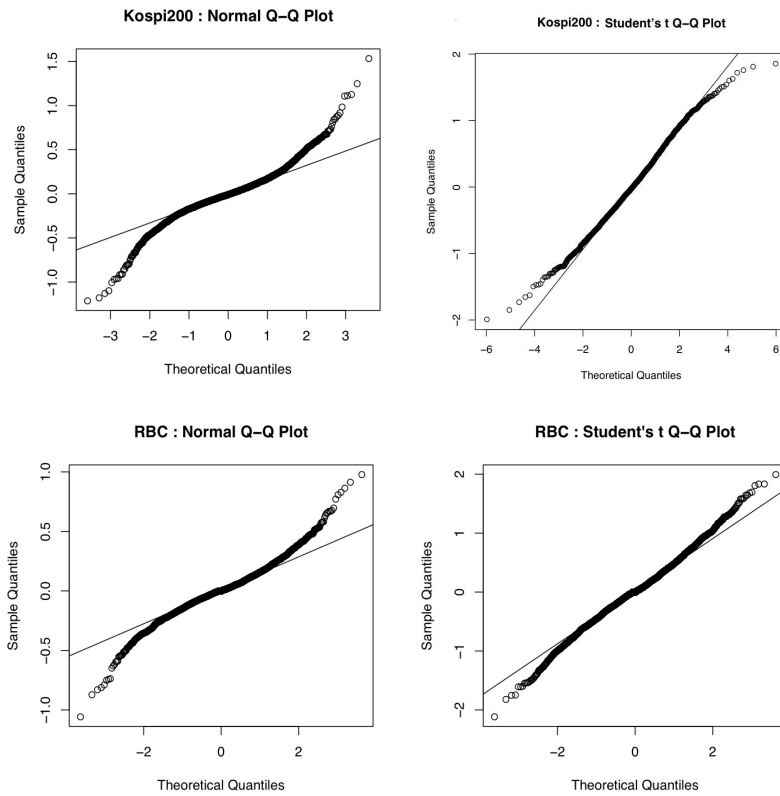 Kospi200 : Normal Q−Q Plot
Sample Quantiles
1.5
1.0
0.5
0.0
−0.5
−1.0
−3 −2 −1 0 1 2 3
Theoretical Quantiles
Kospi200 : Student's t Q−Q Plot
Sample Quantiles
2
1
0
−1
−2
−6 −4 −2 0 2 4 6
Theoretical Quantiles
RBC : Normal Q−Q Plot
Sample Quantiles
1.0
0.5
0.0
−0.5
−1.0
−2 0 2
Theoretical Quantiles
RBC : Student's t Q−Q Plot
Sample Quantiles
2
1
0
−1
−2
−2 0 2
Theoretical Quantiles